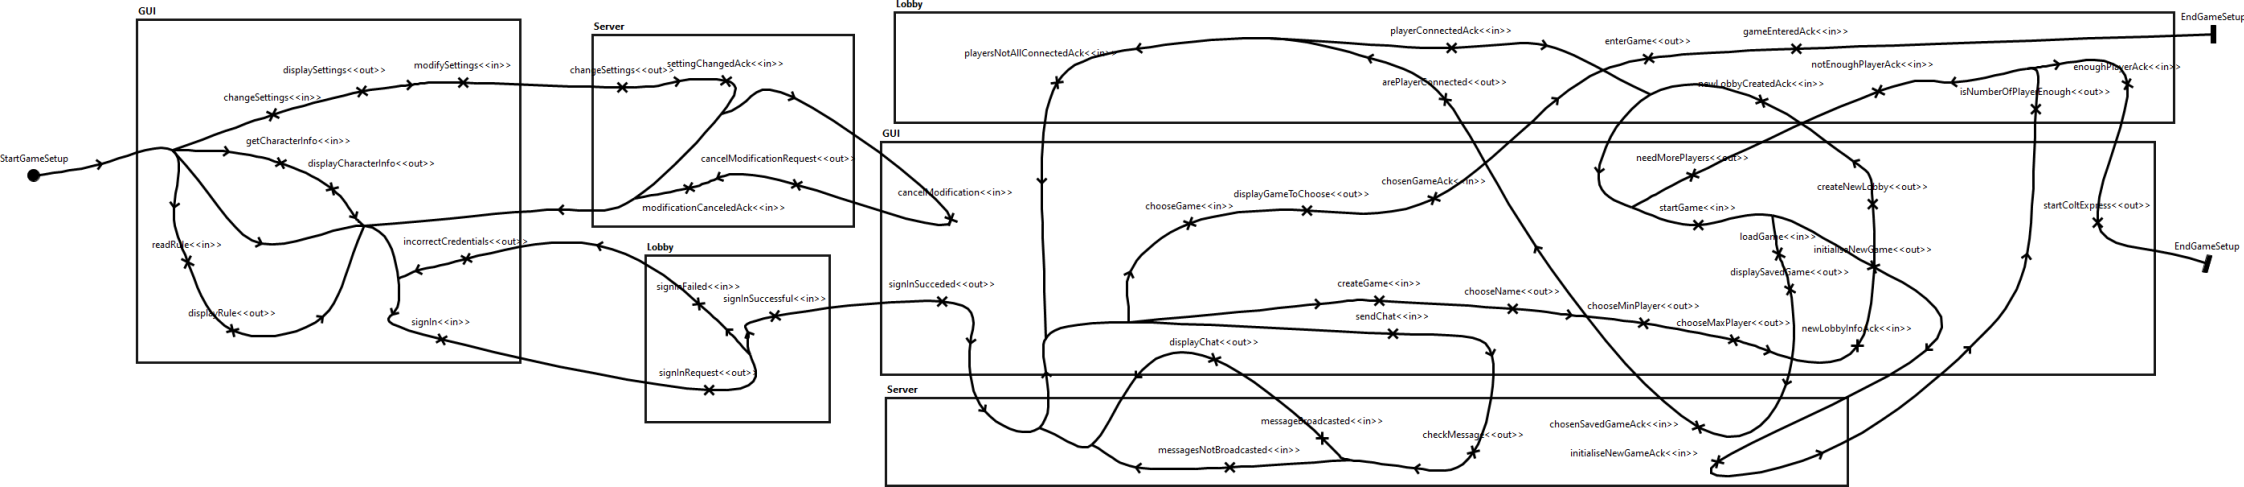 Lobby
GUI
EndGameSetup
Server
playerConnectedAck<<in>>
gameEnteredAck<<in>>
enterGame<<out>>
playersNotAllConnectedAck<<in>>
modifySettings<<in>>
settingChangedAck<<in>>
notEnoughPlayerAck<<in>>
enoughPlayerAck<<in>>
displaySettings<<out>>
changeSettings<<out>>
arePlayerConnected<<out>>
newLobbyCreatedAck<<in>>
isNumberOfPlayerEnough<<out>>
changeSettings<<in>>
GUI
getCharacterInfo<<in>>
StartGameSetup
displayCharacterInfo<<out>>
cancelModificationRequest<<out>>
needMorePlayers<<out>>
chosenGameAck<<in>>
createNewLobby<<out>>
cancelModification<<in>>
displayGameToChoose<<out>>
chooseGame<<in>>
modificationCanceledAck<<in>>
startGame<<in>>
startColtExpress<<out>>
loadGame<<in>>
readRule<<in>>
incorrectCredentials<<out>>
Lobby
initialiseNewGame<<out>>
EndGameSetup
displaySavedGame<<out>>
signInFailed<<in>>
signInSucceded<<out>>
createGame<<in>>
chooseName<<out>>
signInSuccessful<<in>>
chooseMinPlayer<<out>>
displayRule<<out>>
sendChat<<in>>
signIn<<in>>
chooseMaxPlayer<<out>>
newLobbyInfoAck<<in>>
displayChat<<out>>
signInRequest<<out>>
Server
messageBroadcasted<<in>>
chosenSavedGameAck<<in>>
checkMessage<<out>>
messagesNotBroadcasted<<in>>
initialiseNewGameAck<<in>>